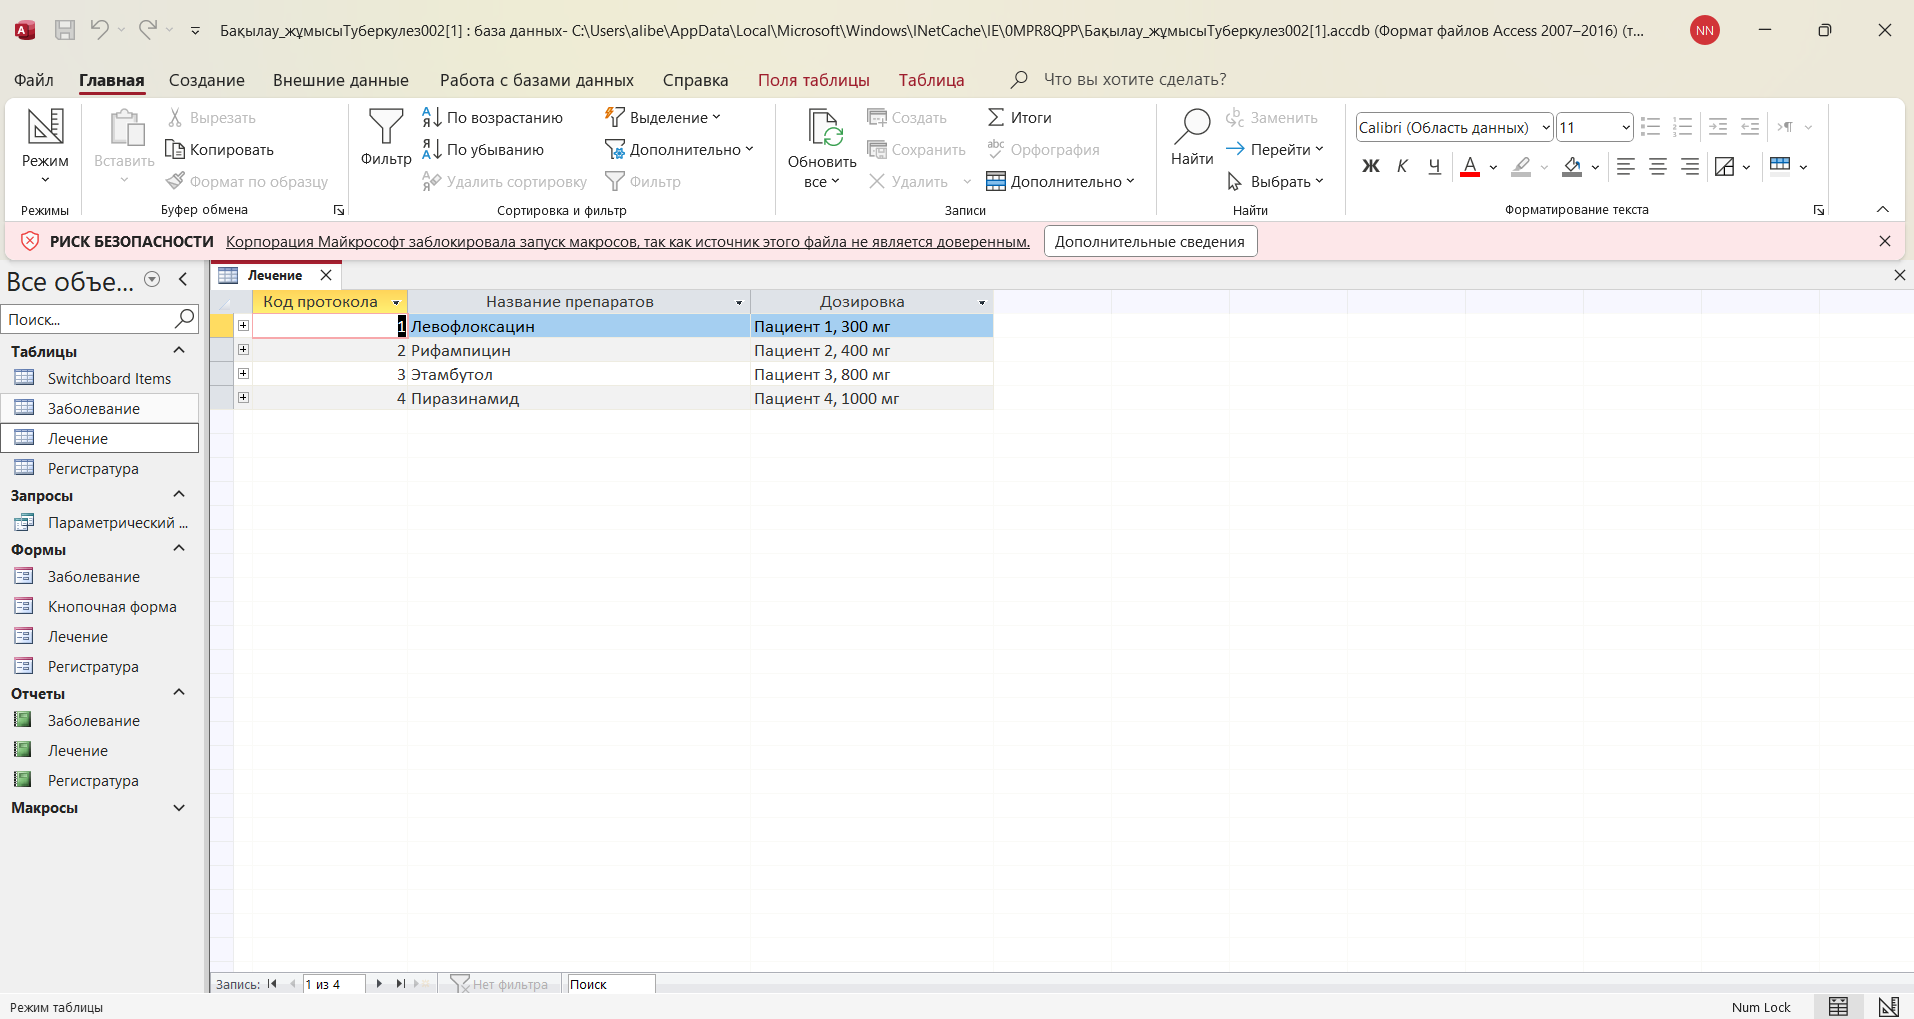 Бақылау_жұмысыТуберкулез002[1] : база данных- C:\Users\alibe\AppData\Local\Microsoft\Windows\INetCache\IE\0MPR8QPP\Бақылау_жұмысыТуберкулез002[1].accdb (Формат файлов Access 2007–2016) (т...
NN
Файл Главная Создание Внешние данные Работа с базами данных Справка Поля таблицы Таблица Что вы хотите сделать?
Режим
Режимы
Вставить
Вырезать
Копировать
Формат по образцу
Буфер обмена
Фильтр
По возрастанию
По убыванию
Удалить сортировку
Выделение
Дополнительно
Фильтр
Сортировка и фильтр
Обновить
все
Создать
Сохранить
Удалить
Итоги
Орфография
Дополнительно
Записи
Найти
Заменить
Перейти
Выбрать
Найти
Calibri (Область данных) 11
Ж К Ч А
Форматирование текста
РИСК БЕЗОПАСНОСТИ Корпорация Майкрософт заблокировала запуск макросов, так как источник этого файла не является доверенным. Дополнительные сведения
Все объе...
Поиск...
Таблицы
Switchboard Items
Заболевание
Лечение
Регистратура
Запросы
Параметрический ...
Формы
Заболевание
Кнопочная форма
Лечение
Регистратура
Отчеты
Заболевание
Лечение
Регистратура
Макросы
Лечение
Код протокола Название препаратов Дозировка
1 Левофлоксацин Пациент 1, 300 мг
2 Рифампицин Пациент 2, 400 мг
3 Этамбутол Пациент 3, 800 мг
4 Пиразинамид Пациент 4, 1000 мг
Запись: 1 из 4 Нет фильтра Поиск
Режим таблицы Num Lock